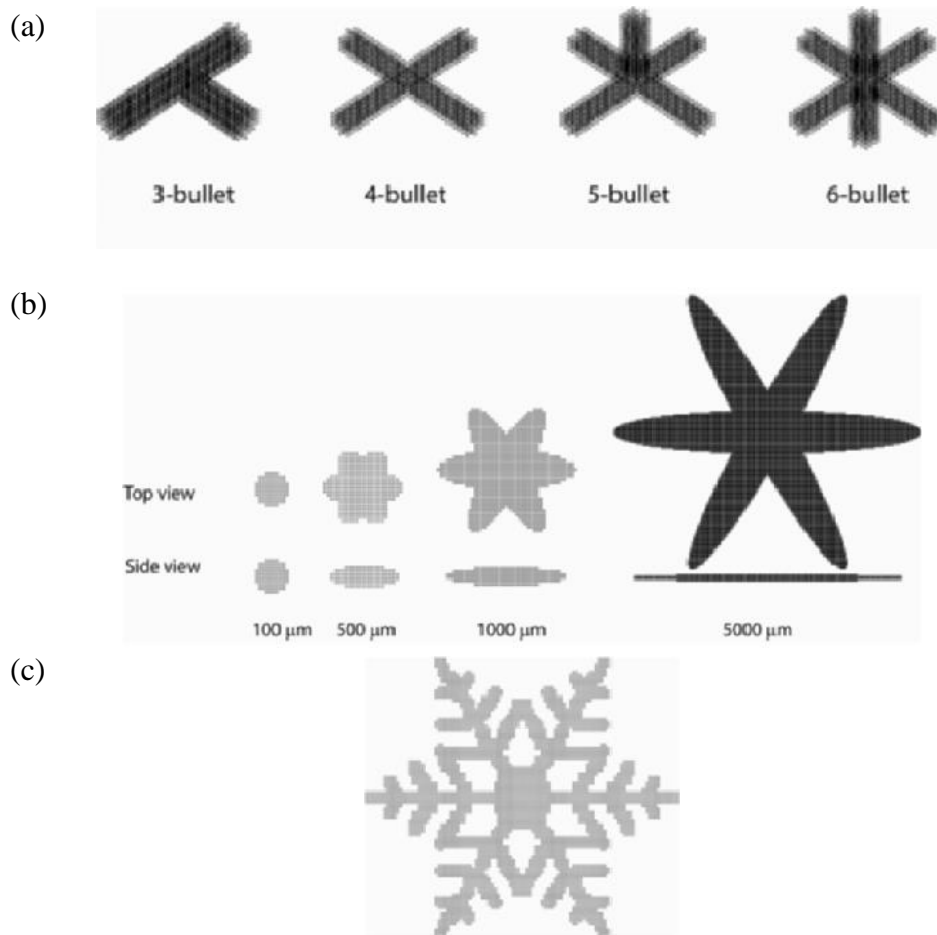 (a)
3-bullet 4-bullet 5-bullet 6-bullet
(b)
Top view
Side view
100 μm 500 μm 1000 μm 5000 μm
(c)